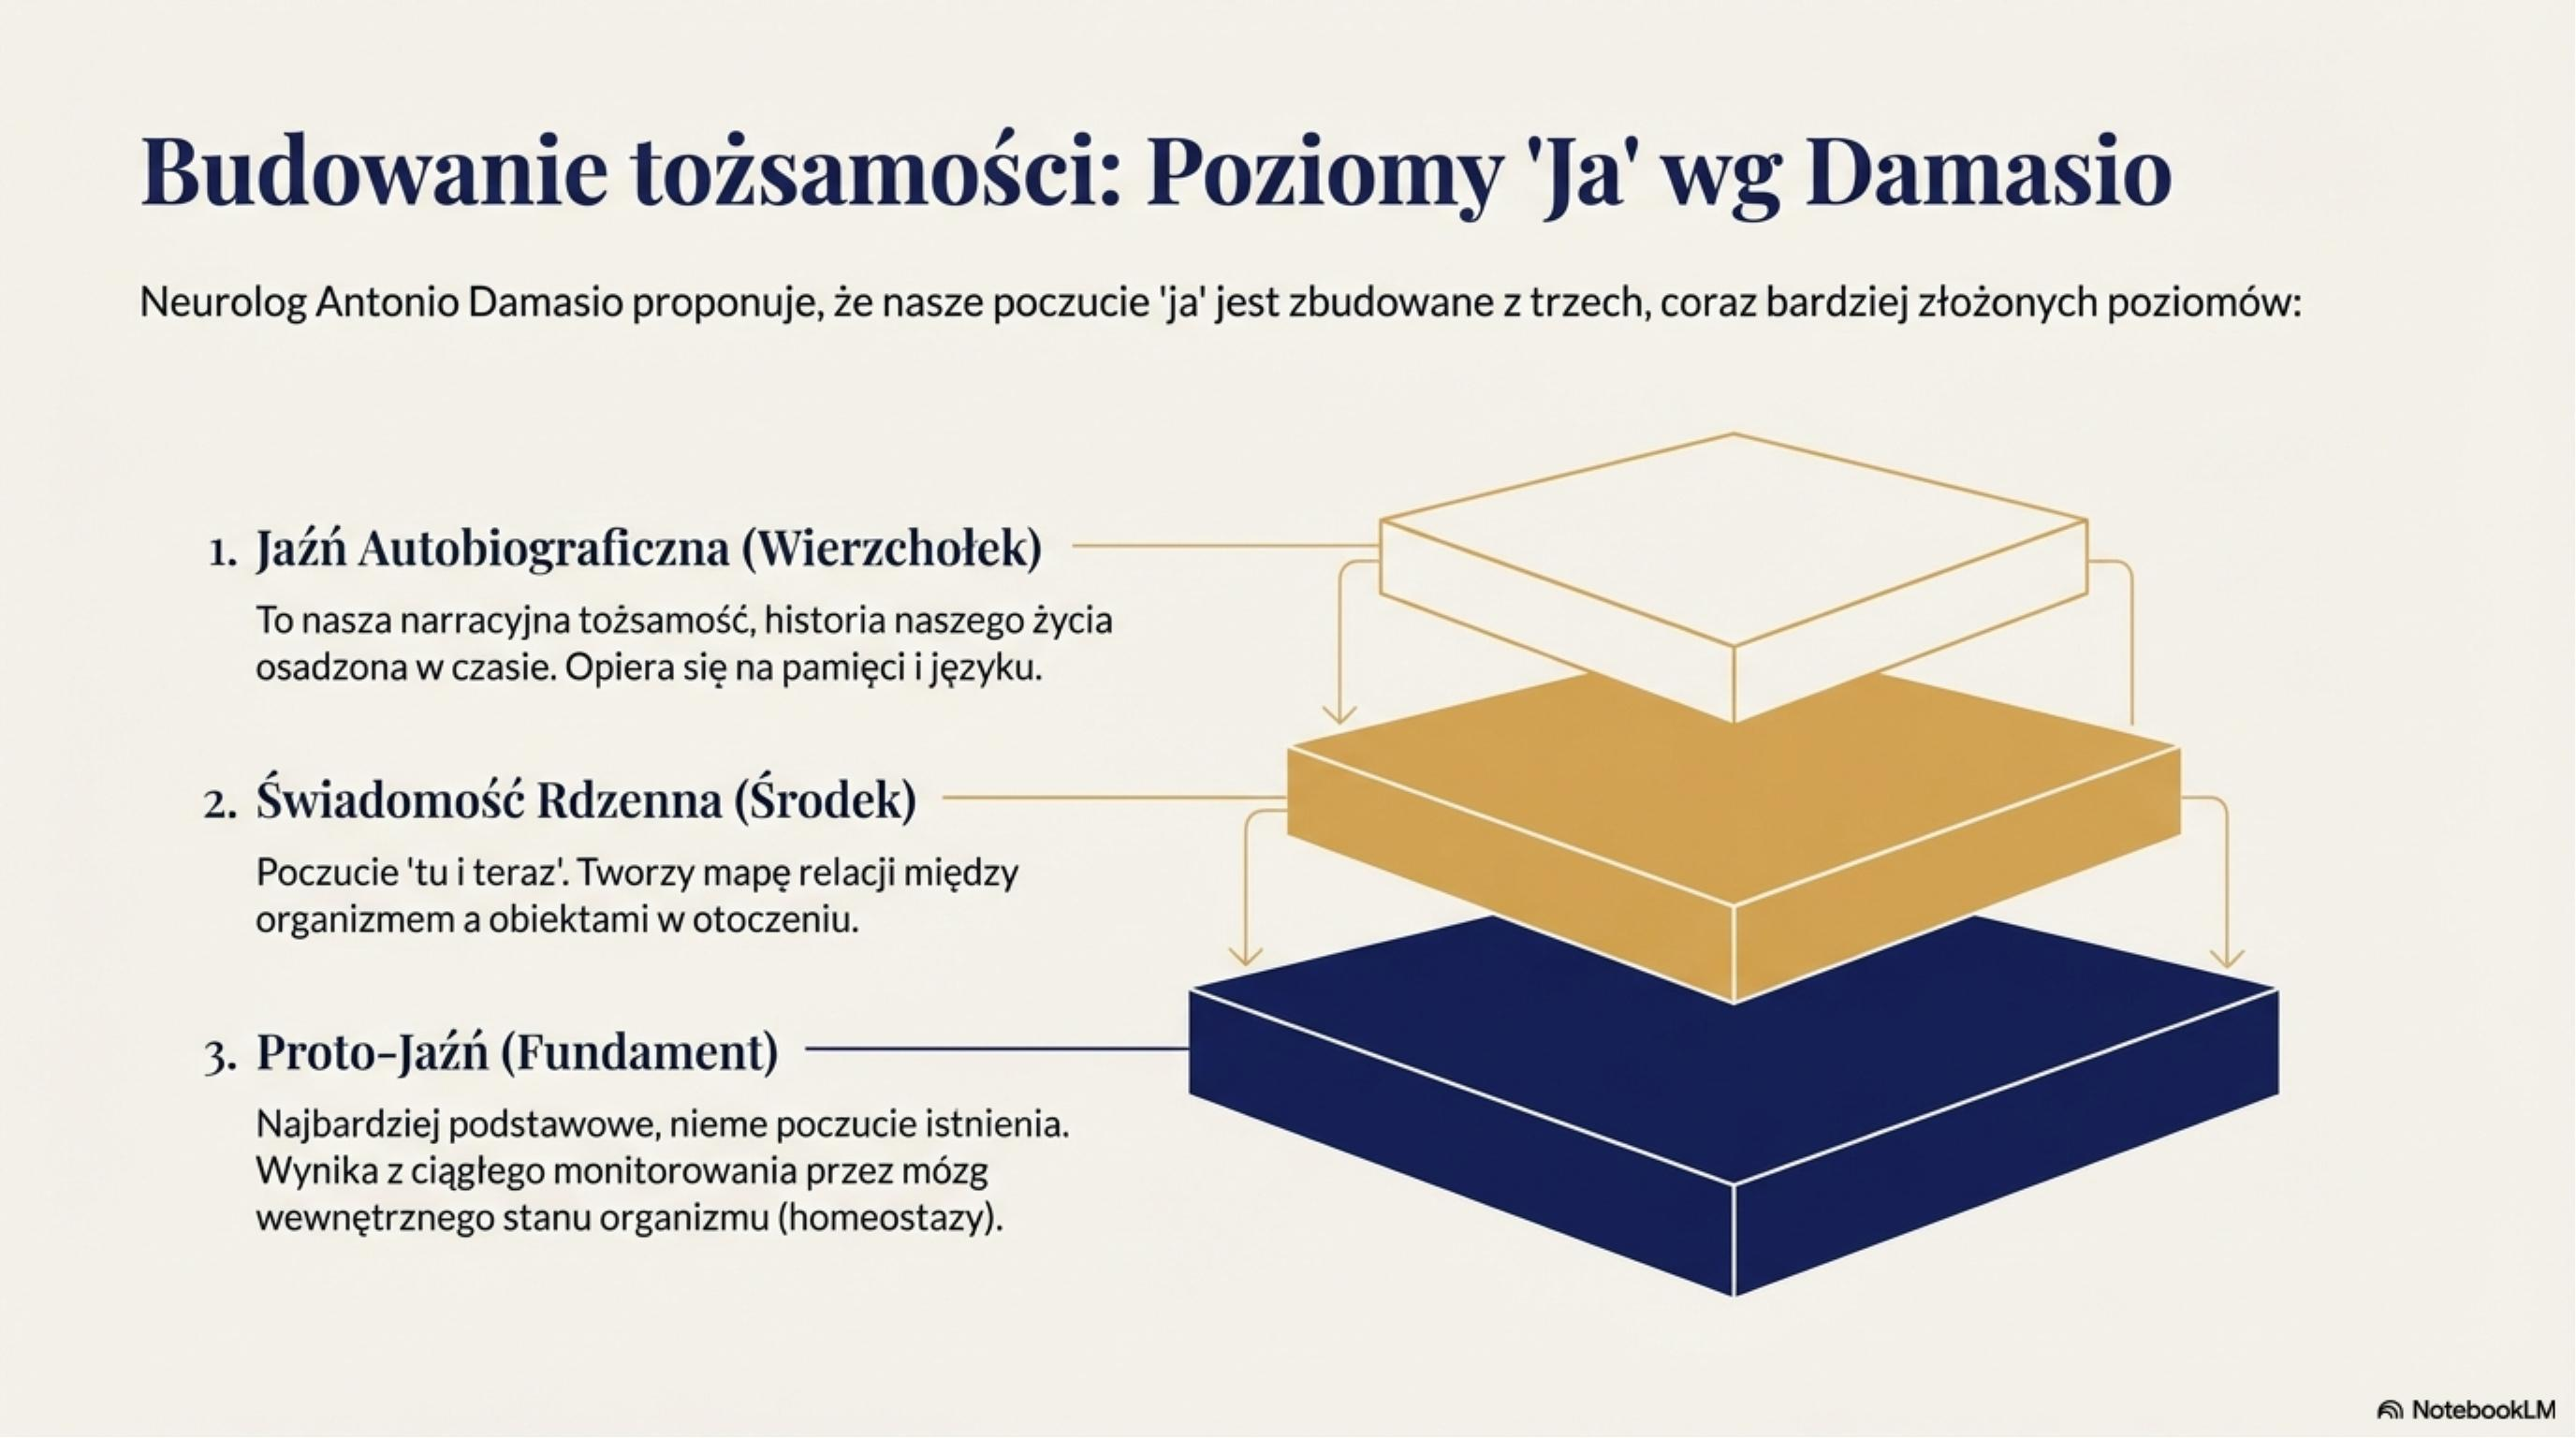 Budowanie tożsamości: Poziomy 'Ja' wg Damasio
Neurolog Antonio Damasio proponuje, że nasze poczucie 'ja' jest zbudowane z trzech, coraz bardziej złożonych poziomów:
1. Jaźń Autobiograficzna (Wierzchołek)
To nasza narracyjna tożsamość, historia naszego życia
osadzona w czasie. Opiera się na pamięci i języku.
2. Świadomość Rdzenna (Środek)
Poczucie 'tu i teraz'. Tworzy mapę relacji między
organizmem a obiektami w otoczeniu.
3. Proto-Jaźń (Fundament)
Najbardziej podstawowe, nieme poczucie istnienia.
Wynika z ciągłego monitorowania przez mózg
wewnętrznego stanu organizmu (homeostazy).
NotebookLM